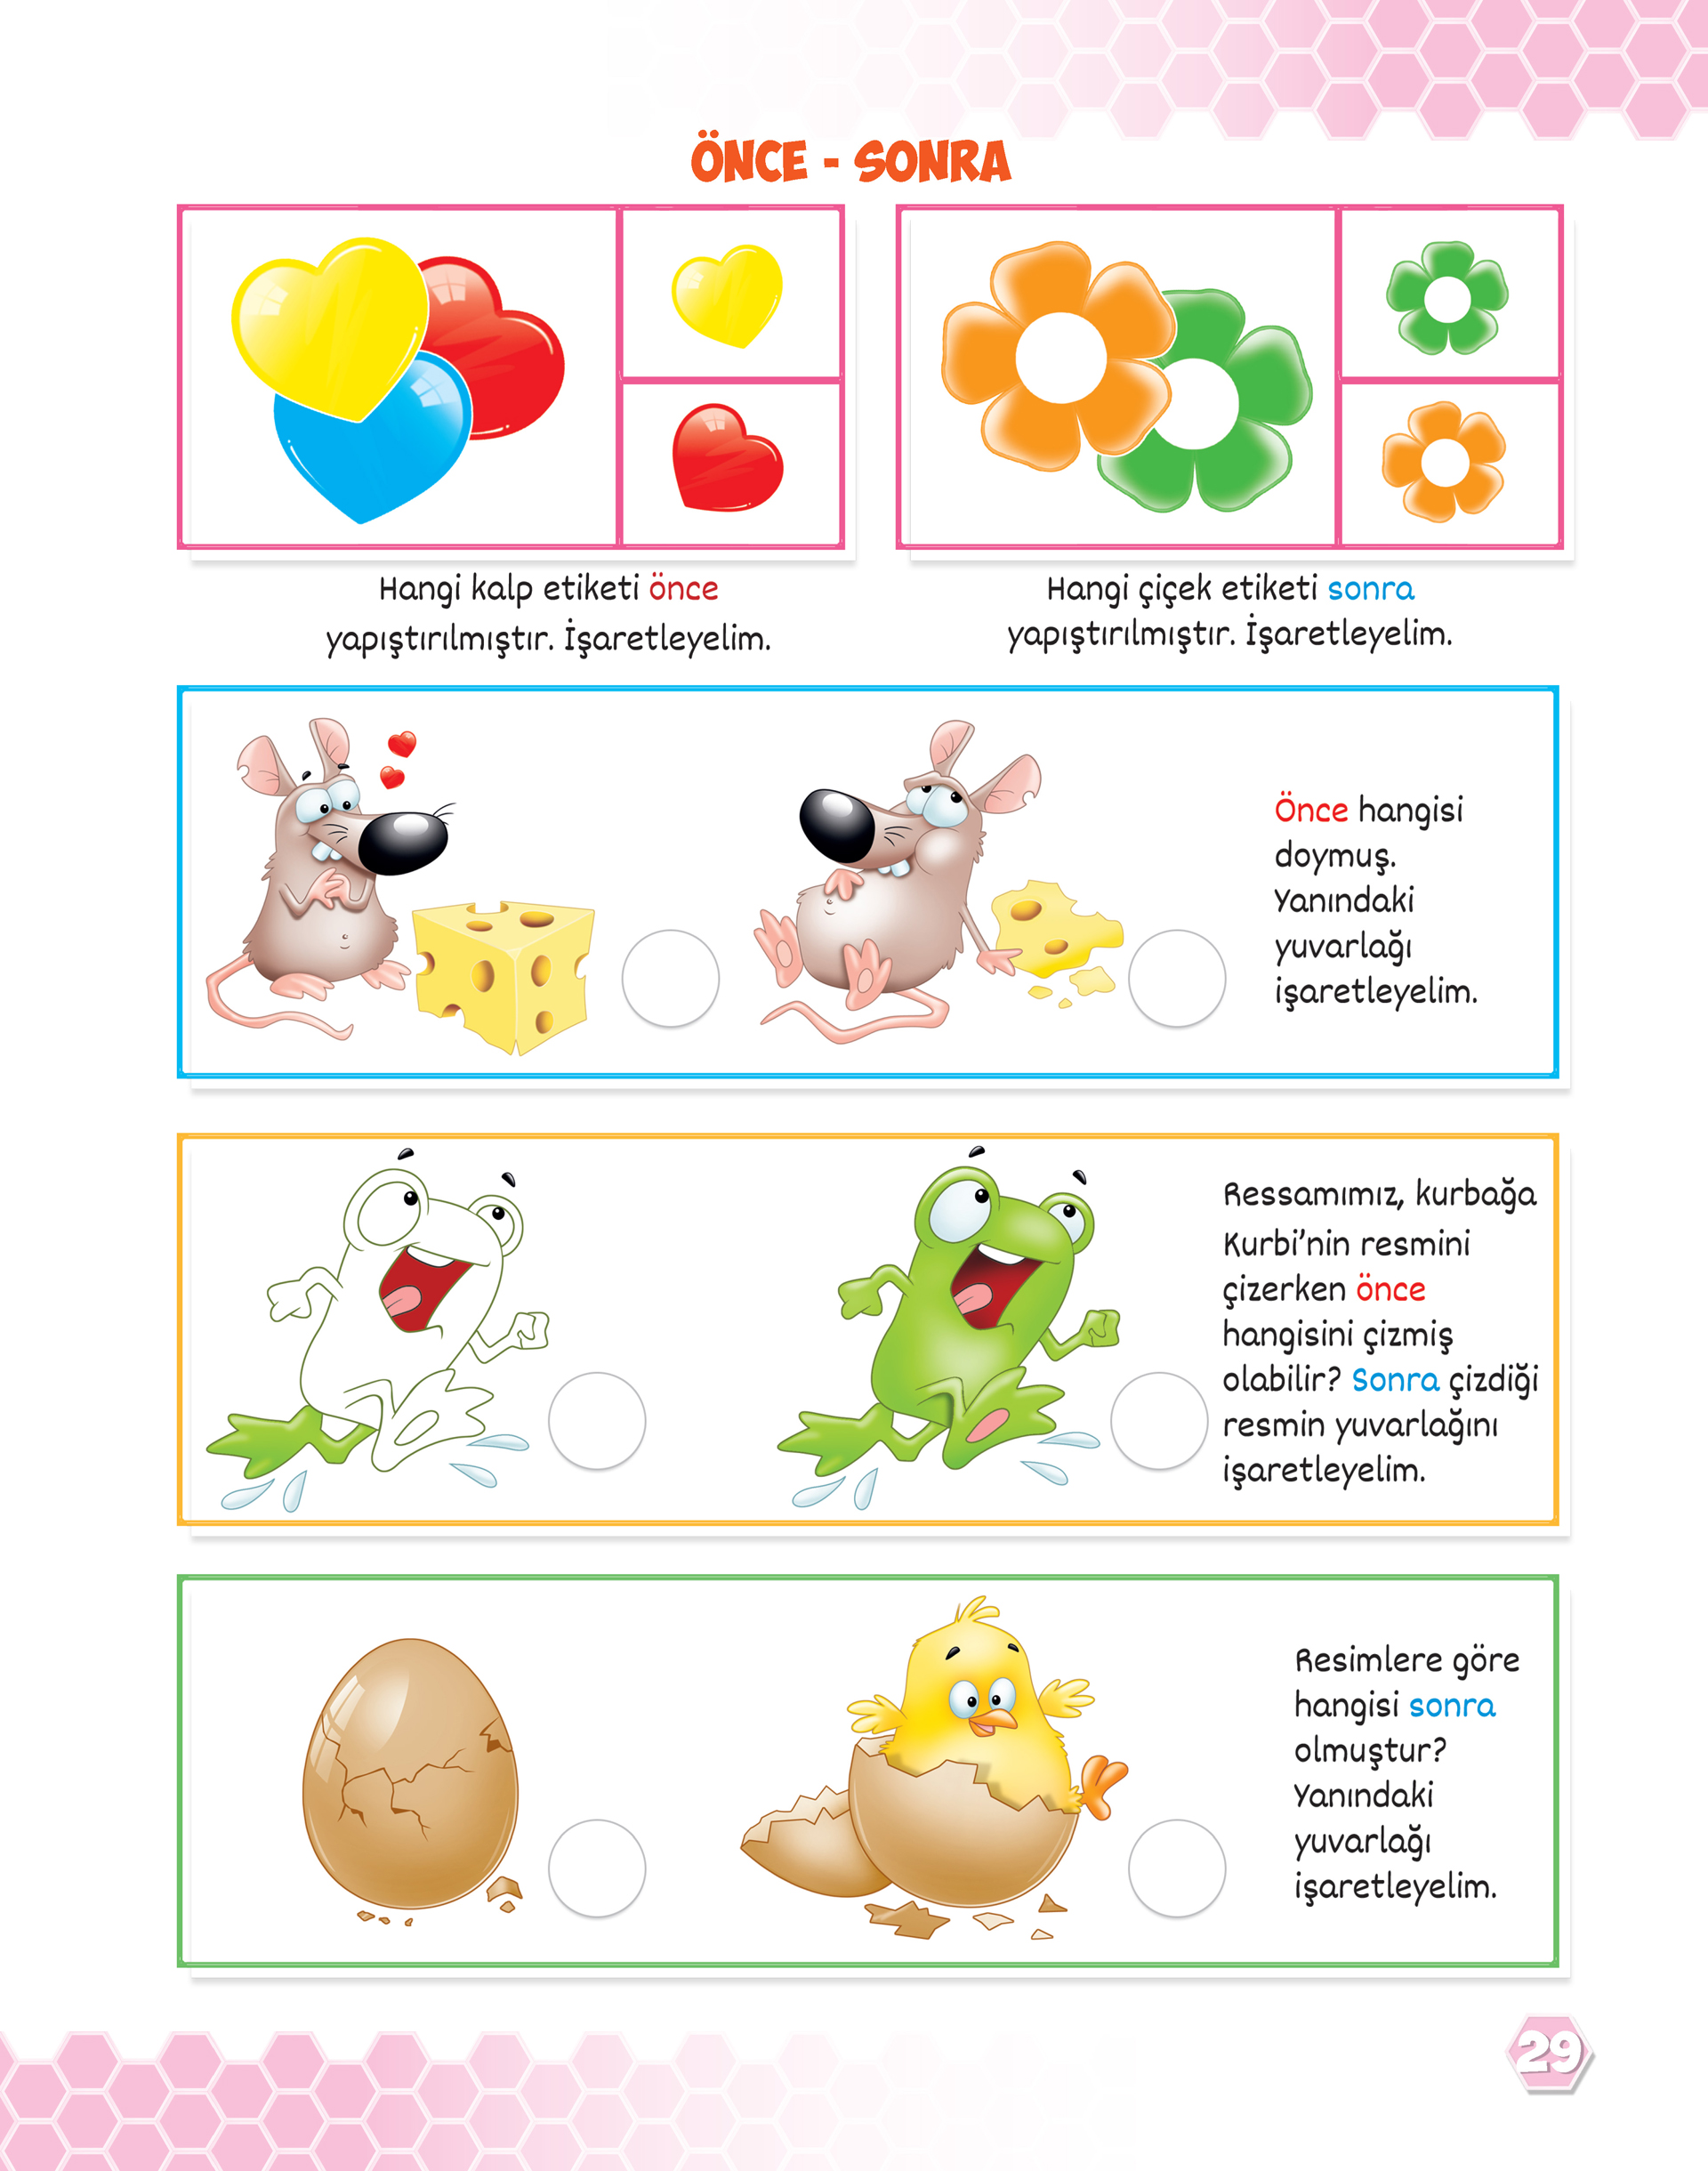 ÖNCE - SONRA
Hangi kalp etiketi önce
yapıştırılmıştır. İşaretleyelim.
Hangi çiçek etiketi sonra
yapıştırılmıştır. İşaretleyelim.
Önce hangisi
doymuş.
Yanındaki
yuvarlağı
işaretleyelim.
Ressamımız, kurbağa
Kurbi'nin resmini
çizerken önce
hangisini çizmiş
olabilir? Sonra çizdiği
resmin yuvarlağını
işaretleyelim.
Resimlere göre
hangisi sonra
olmuştur?
Yanındaki
yuvarlağı
işaretleyelim.
29